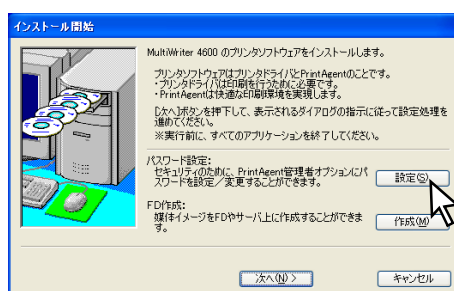 インストール開始
MultiWriter 4600 のプリンタソフトウェアをインストールします。
プリンタソフトウェアはプリンタドライバとPrintAgentのことです。
・プリンタドライバは印刷を行うために必要です。
・PrintAgentは快適な印刷環境を実現します。
[次へ]ボタンを押下して、表示されるダイアログの指示に従って設定処理を
進めてください。
※実行前に、すべてのアプリケーションを終了してください。
パスワード設定:
セキュリティのために、PrintAgent管理者オプションにパ
スワードを設定／変更することができます。
設定(S)
FD作成:
媒体イメージをFDやサーバ上に作成することができま
す。
作成(M)
次へ(N) >
キャンセル